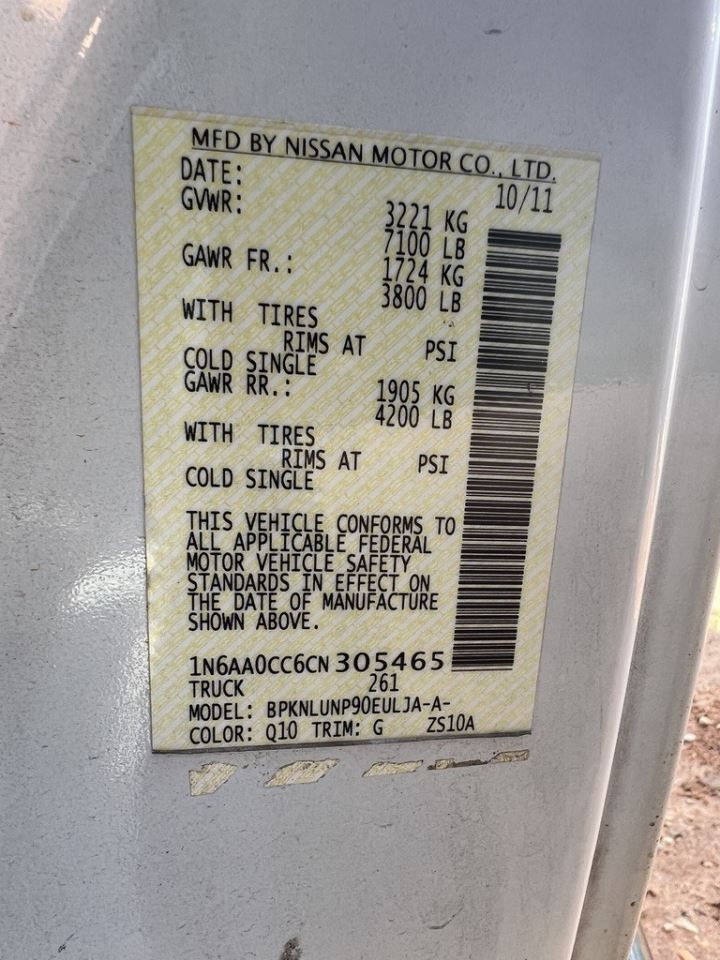 MFD BY NISSAN MOTOR CO., LTD.
DATE: 10/11
GVWR: 3221 KG
7100 LB
GAWR FR.: 1724 KG
3800 LB
WITH TIRES
RIMS AT PSI
COLD SINGLE
GAWR RR.: 1905 KG
4200 LB
WITH TIRES
RIMS AT PSI
COLD SINGLE
THIS VEHICLE CONFORMS TO
ALL APPLICABLE FEDERAL
MOTOR VEHICLE SAFETY
STANDARDS IN EFFECT ON
THE DATE OF MANUFACTURE
SHOWN ABOVE.
1N6AA0CC6CN 305465
TRUCK 261
MODEL: BPKNLUNP90EULJA-A-
COLOR: Q10 TRIM: G ZS10A